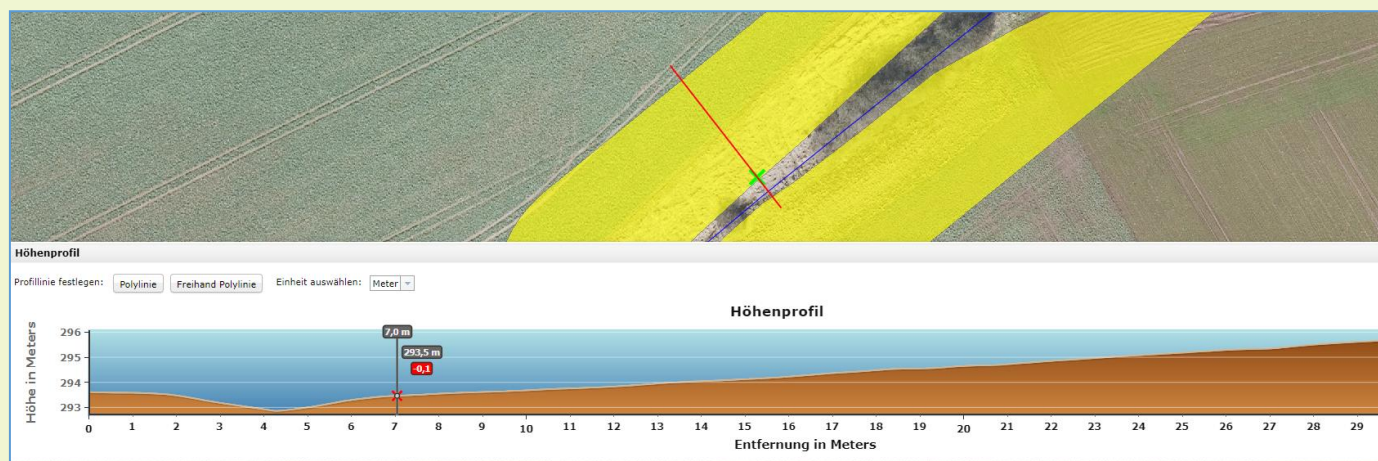 Höhenprofil
Profillinie festlegen: Polylinie Freihand Polylinie Einheit auswählen: Meter
Höhenprofil
Höhe in Meters
296
295
294
293
7,0 m
293,5 m
-0,1
0 1 2 3 4 5 6 7 8 9 10 11 12 13 14 15 16 17 18 19 20 21 22 23 24 25 26 27 28 29
Entfernung in Meters